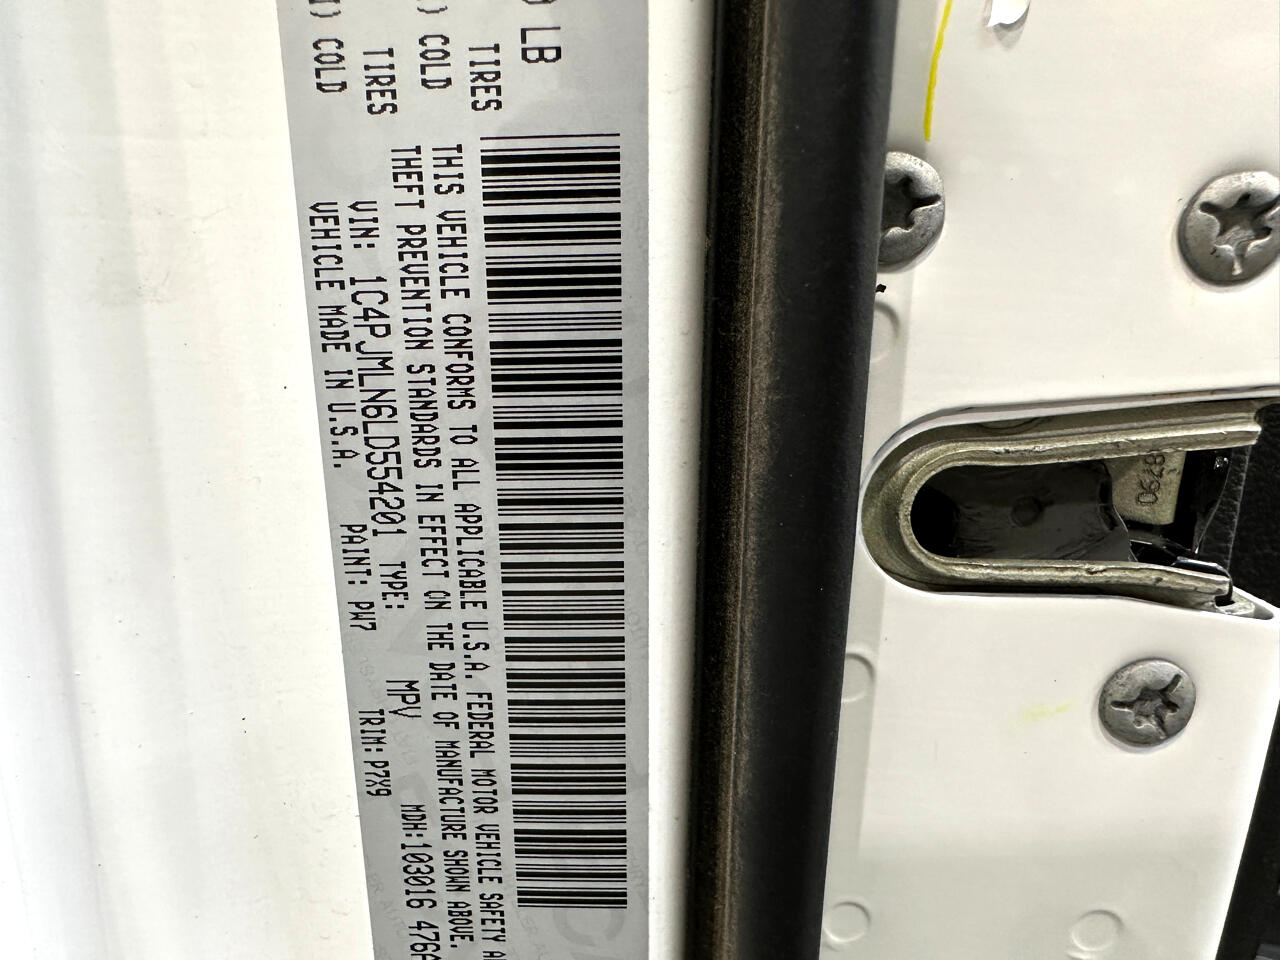 ) LB
TIRES
) COLD
TIRES
) COLD
THIS VEHICLE CONFORMS TO ALL APPLICABLE U.S.A. FEDERAL MOTOR VEHICLE SAFETY
THEFT PREVENTION STANDARDS IN EFFECT ON THE DATE OF MANUFACTURE SHOWN ABOVE.
VIN: 1C4PJMLN6LD554201 TYPE: MPV MDH:103016 476
VEHICLE MADE IN U.S.A. PAINT: PW7 TRIM: P7X9